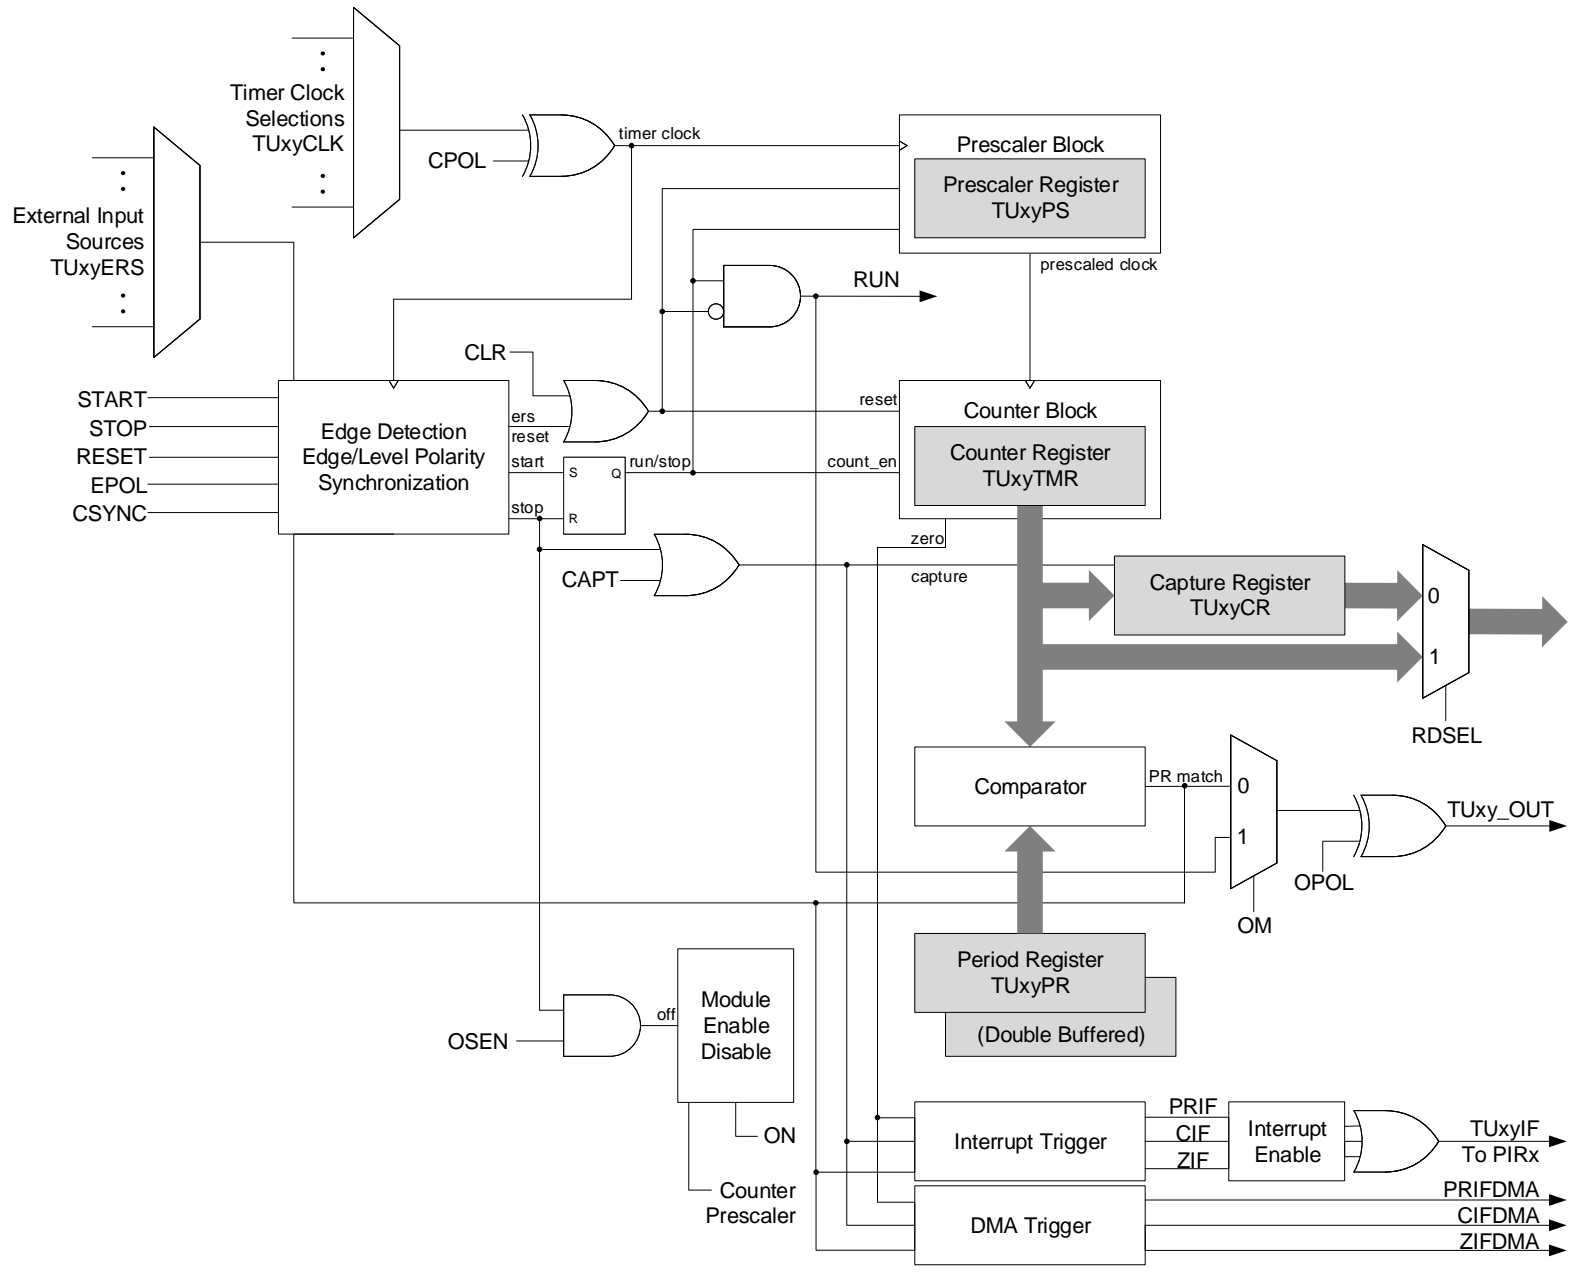 Timer Clock
Selections
TUxyCLK
CPOL
timer clock
Prescaler Block
Prescaler Register
TUxyPS
External Input
Sources
TUxyERS
prescaled clock
RUN
CLR
START
STOP
RESET
EPOL
CSYNC
Edge Detection
Edge/Level Polarity
Synchronization
ers
reset
start
stop
S
Q
R
run/stop
reset
count_en
Counter Block
Counter Register
TUxyTMR
zero
CAPT
capture
Capture Register
TUxyCR
0
1
RDSEL
Comparator
PR match
0
1
TUxy_OUT
OPOL
OM
Period Register
TUxyPR
(Double Buffered)
OSEN
off
Module
Enable
Disable
ON
Counter
Prescaler
Interrupt Trigger
PRIF
CIF
ZIF
Interrupt
Enable
TUxyIF
To PIRx
DMA Trigger
PRIFDMA
CIFDMA
ZIFDMA